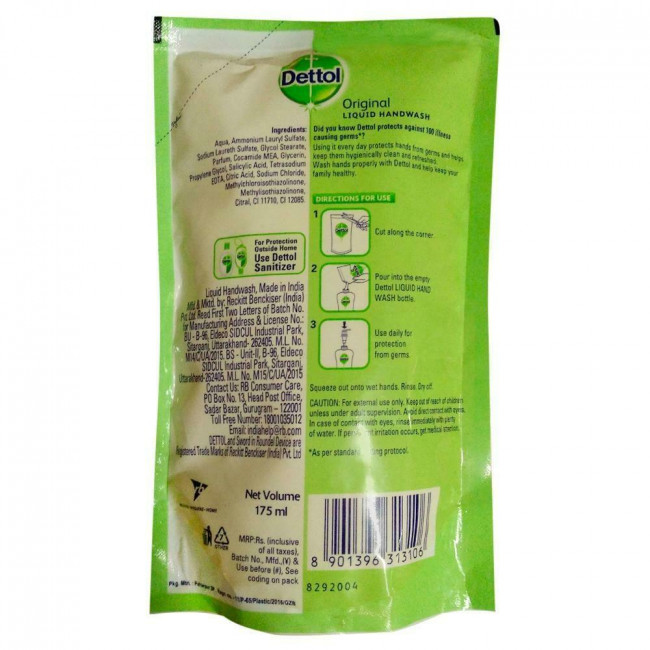 Dettol
Original
LIQUID HANDWASH
Ingredients:
Aqua, Ammonium Lauryl Sulfate,
Sodium Laureth Sulfate, Glycol Stearate,
Parfum, Cocamide MEA, Glycerin,
Propylene Glycol, Salicylic Acid, Tetrasodium
EDTA, Citric Acid, Sodium Chloride,
Methylchloroisothiazolinone,
Methylisothiazolinone,
Citral, CI 11710, CI 12085.
For Protection
Outside Home
Use Dettol
Sanitizer
Liquid Handwash, Made in India
Mfd & Mktd. by: Reckitt Benckiser (India)
Pvt. Ltd. Read First Two Letters of Batch No.
for Manufacturing Address & License No.:
BU - B-96, Eldeco SIDCUL Industrial Park,
Sitarganj, Uttarakhand- 262405. M.L. No.
M04/C/UA/2015. BS - Unit-II, B-96, Eldeco
SIDCUL Industrial Park, Sitarganj,
Uttarakhand-262405. M.L. No. M15/C/UA/2015
Contact Us: RB Consumer Care,
PO Box No. 13, Head Post Office,
Sadar Bazar, Gurugram – 122001
Toll Free Number: 18001035012
Email: indiahelp@rb.com
DETTOL and Sword in Roundel Device are
Registered Trade Marks of Reckitt Benckiser (India) Pvt. Ltd
Net Volume
175 ml
MRP:Rs. (inclusive
of all taxes),
Batch No., Mfd.,(V) &
Use before (#), See
coding on pack
7
OTHER
Did you know Dettol protects against 100 illness
causing germs*?
Using it every day protects hands from germs and helps
keep them hygienically clean and refreshed.
Wash hands properly with Dettol and help keep your
family healthy.
DIRECTIONS FOR USE
1
Cut along the corner
2
Pour into the empty
Dettol LIQUID HAND
WASH bottle.
3
Use daily for
protection
from germs.
Squeeze out onto wet hands. Rinse. Dry off.
CAUTION: For external use only. Keep out of reach of children
unless under adult supervision. Avoid direct contact with eyes.
In case of contact with eyes, rinse immediately with plenty
of water. If irritation occurs, get medical attention.
*As per standard testing protocol.
8 901396 313106
8292004